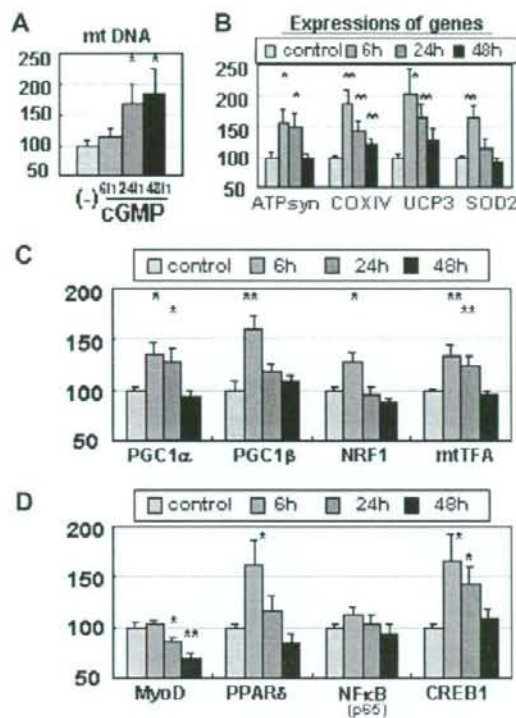 A
mt DNA
250
200
150
100
50
(-) 6h 24h 48h
cGMP
B
Expressions of genes
control 6h 24h 48h
250
200
150
100
50
ATPsyn COXIV UCP3 SOD2
C
control 6h 24h 48h
200
150
100
50
PGC1α PGC1β NRF1 mtTFA
D
control 6h 24h 48h
200
150
100
50
MyoD PPARδ NFκB CREB1
(p65)